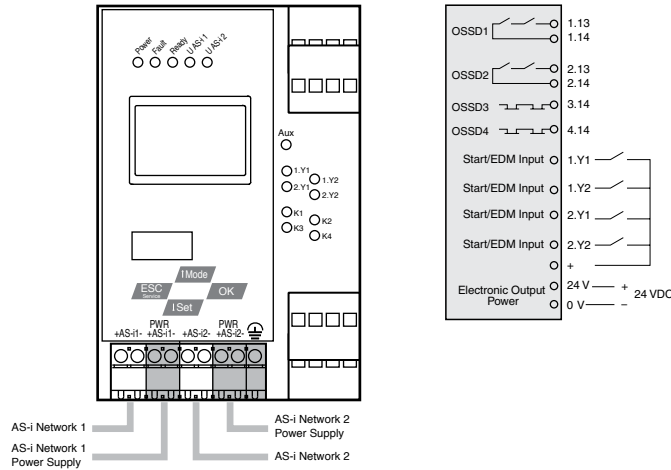 Power
Fault
Ready
U AS-i 1
U AS-i 2
Aux
1.Y1
1.Y2
2.Y1
2.Y2
K1
K2
K3
K4
Mode
ESC
Service
OK
Set
PWR PWR
+AS-i1- +AS-i1- +AS-i2- +AS-i2-
AS-i Network 1
AS-i Network 1
Power Supply
AS-i Network 2
Power Supply
AS-i Network 2
OSSD1 1.13
1.14
OSSD2 2.13
2.14
OSSD3 3.14
OSSD4 4.14
Start/EDM Input 1.Y1
Start/EDM Input 1.Y2
Start/EDM Input 2.Y1
Start/EDM Input 2.Y2
+
Electronic Output
Power
24 V +
0 V –
24 VDC